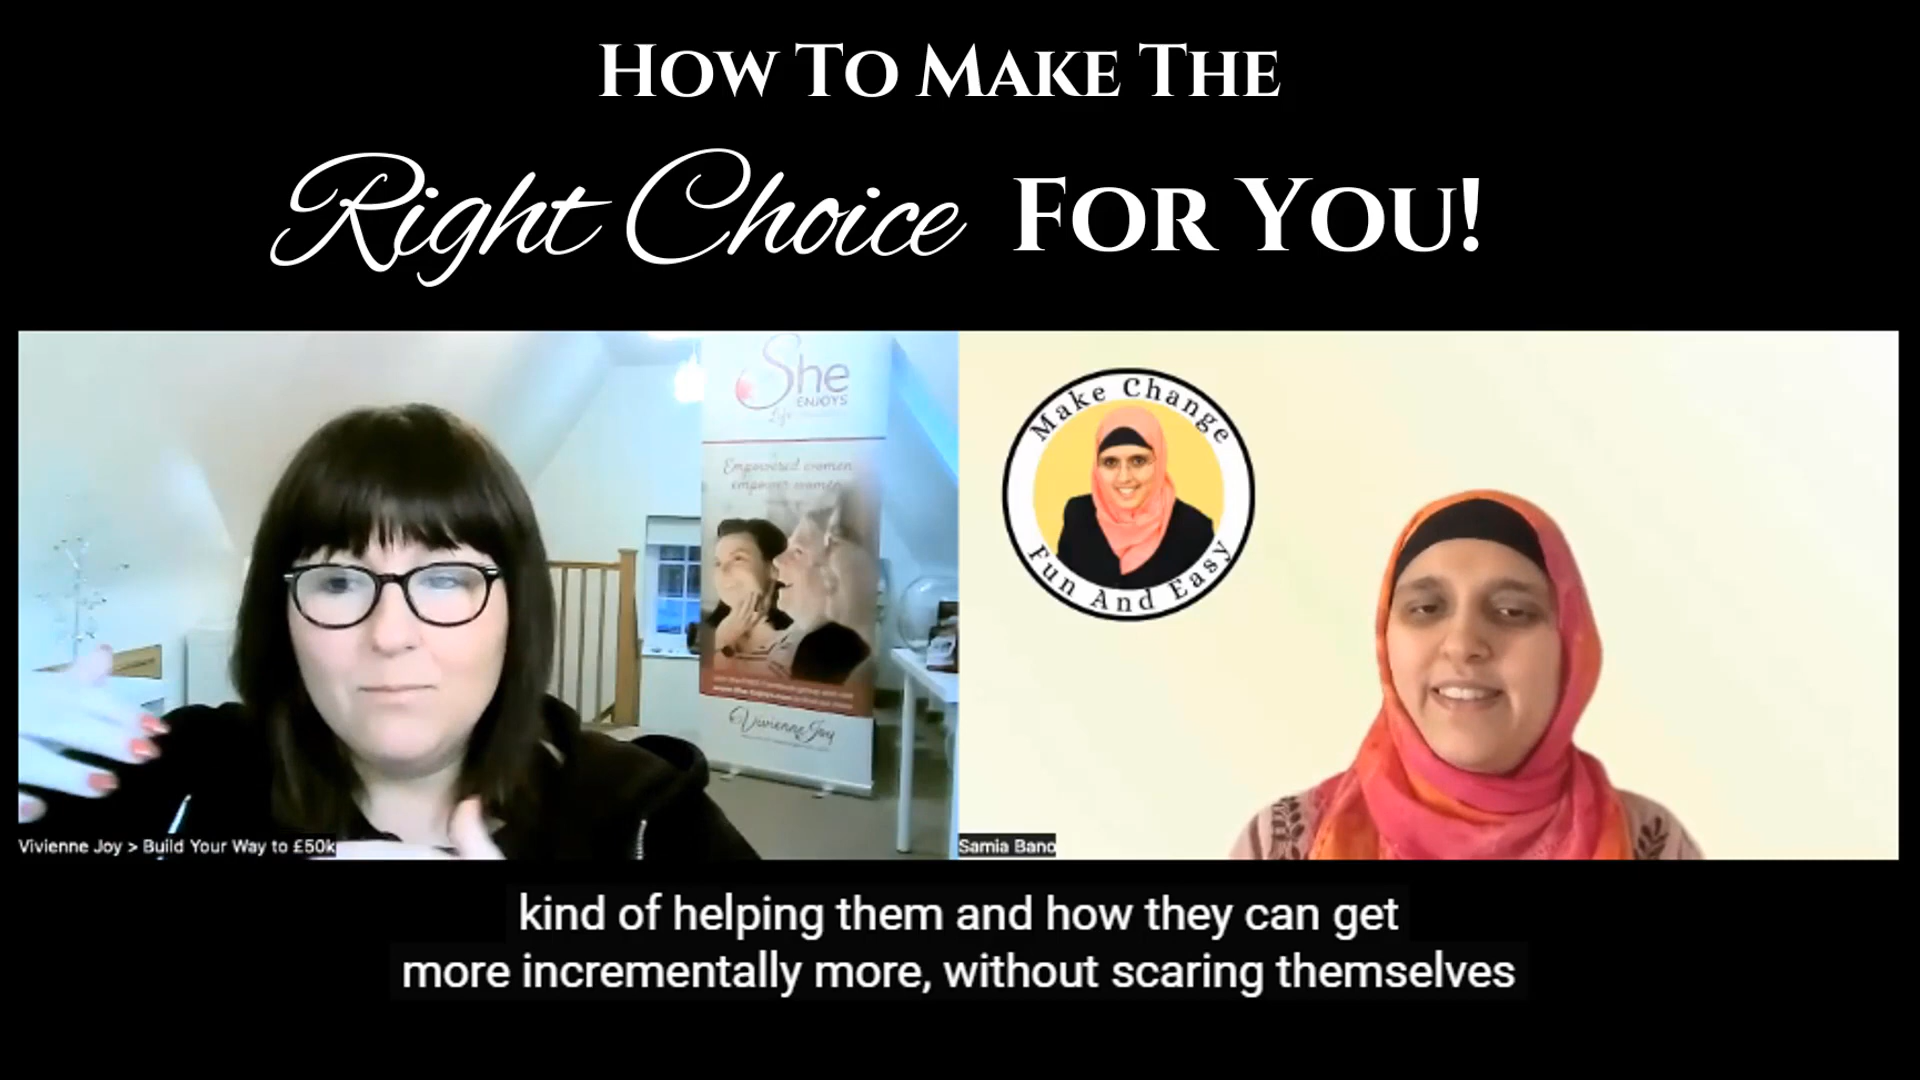 How To Make The
Right Choice For You!
She
ENJOYS
Life
Empowered women
empower women
Vivienne Joy
Make Change
Fun And Easy
Vivienne Joy > Build Your Way to £50k
Samia Bano
kind of helping them and how they can get
more incrementally more, without scaring themselves